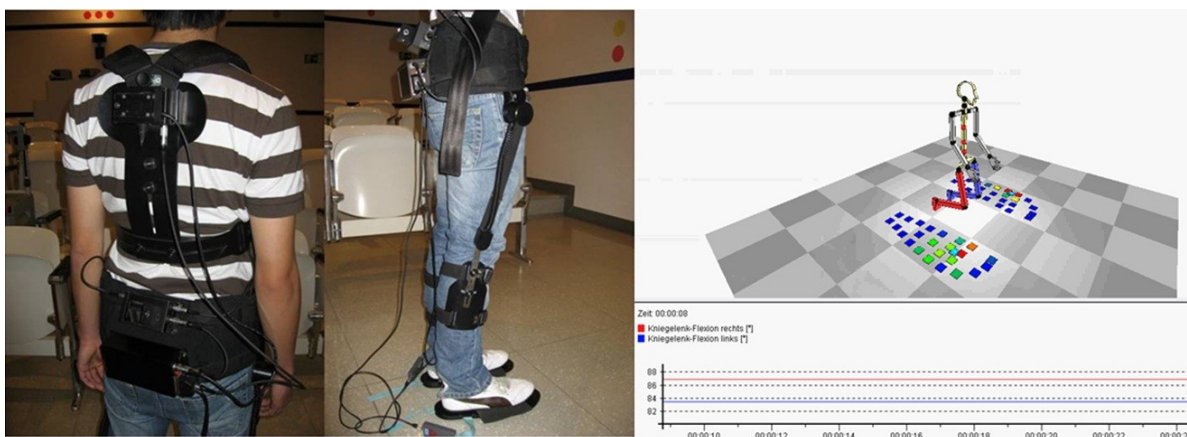 Zeit: 00:00:08
Kniegelenk-Flexion rechts [°]
Kniegelenk-Flexion links [°]
88
86
84
82
00:00:10 00:00:12 00:00:14 00:00:16 00:00:18 00:00:20 00:00:22